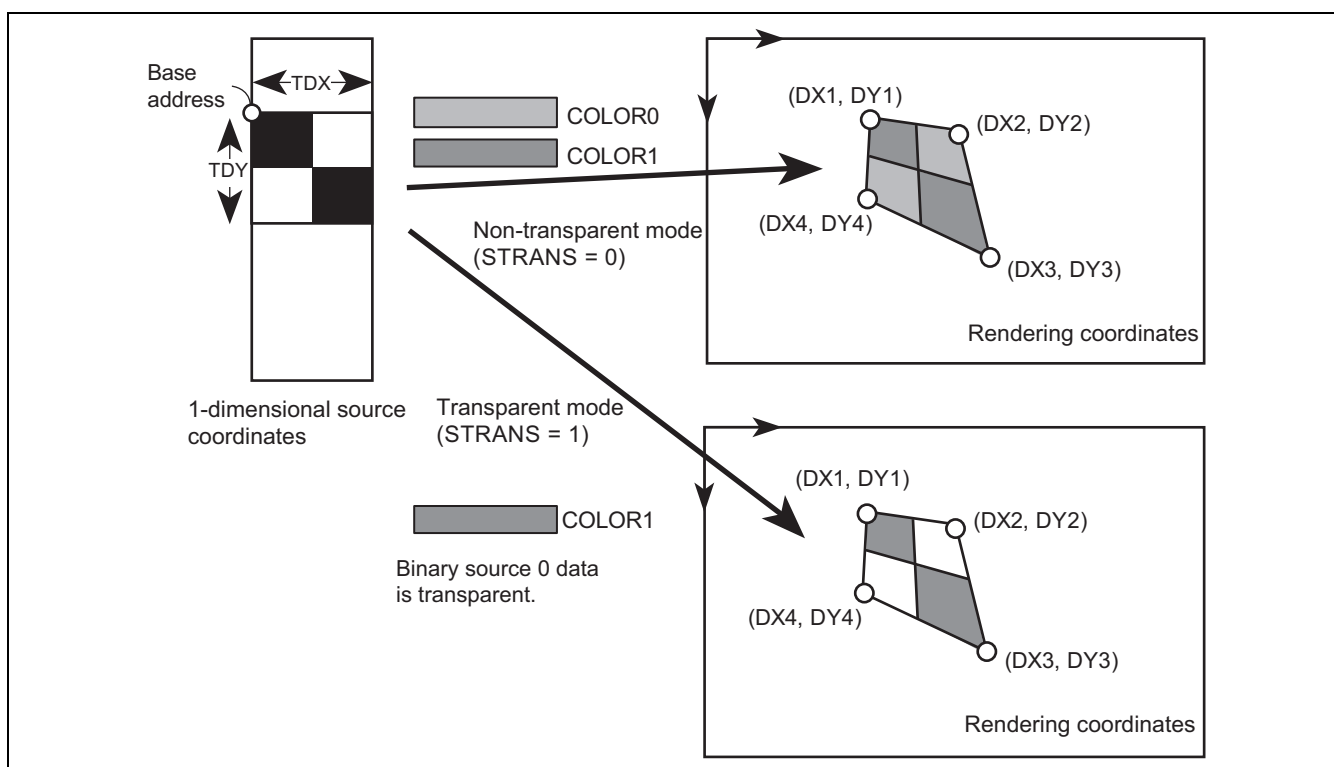 Base
address
TDX
TDY
COLOR0
COLOR1
Non-transparent mode
(STRANS = 0)
(DX1, DY1)
(DX2, DY2)
(DX4, DY4)
(DX3, DY3)
Rendering coordinates
1-dimensional source
coordinates
Transparent mode
(STRANS = 1)
COLOR1
Binary source 0 data
is transparent.
(DX1, DY1)
(DX2, DY2)
(DX4, DY4)
(DX3, DY3)
Rendering coordinates